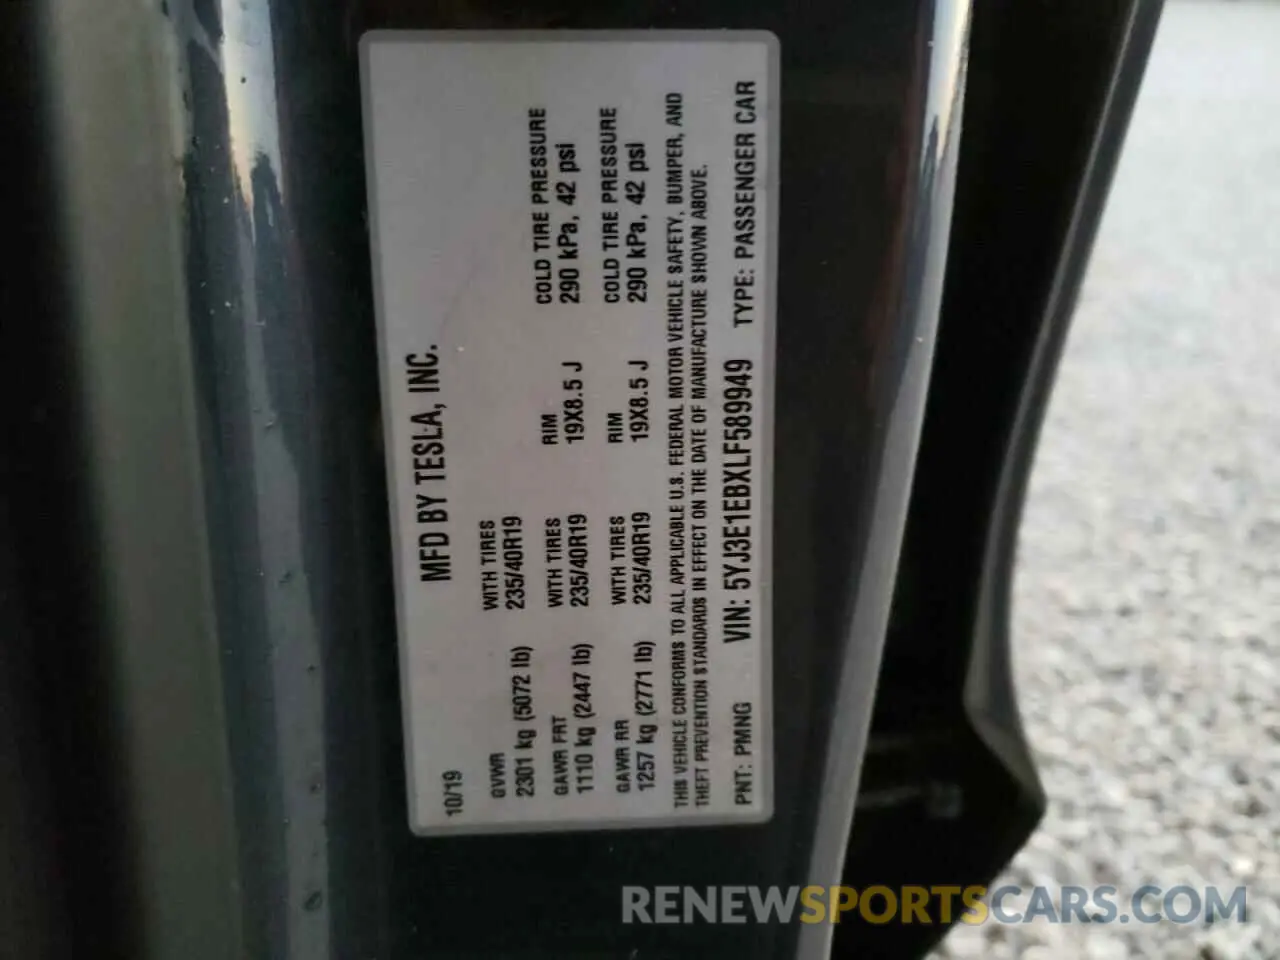 MFD BY TESLA, INC.
10/19
GVWR WITH TIRES
2301 kg (5072 lb) 235/40R19
GAWR FRT WITH TIRES RIM COLD TIRE PRESSURE
1110 kg (2447 lb) 235/40R19 19X8.5 J 290 kPa, 42 psi
GAWR RR WITH TIRES RIM COLD TIRE PRESSURE
1257 kg (2771 lb) 235/40R19 19X8.5 J 290 kPa, 42 psi
THIS VEHICLE CONFORMS TO ALL APPLICABLE U.S. FEDERAL MOTOR VEHICLE SAFETY, BUMPER, AND
THEFT PREVENTION STANDARDS IN EFFECT ON THE DATE OF MANUFACTURE SHOWN ABOVE.
PNT: PMNG VIN: 5YJ3E1EBXLF589949 TYPE: PASSENGER CAR
RENEWSPORTSCARS.COM